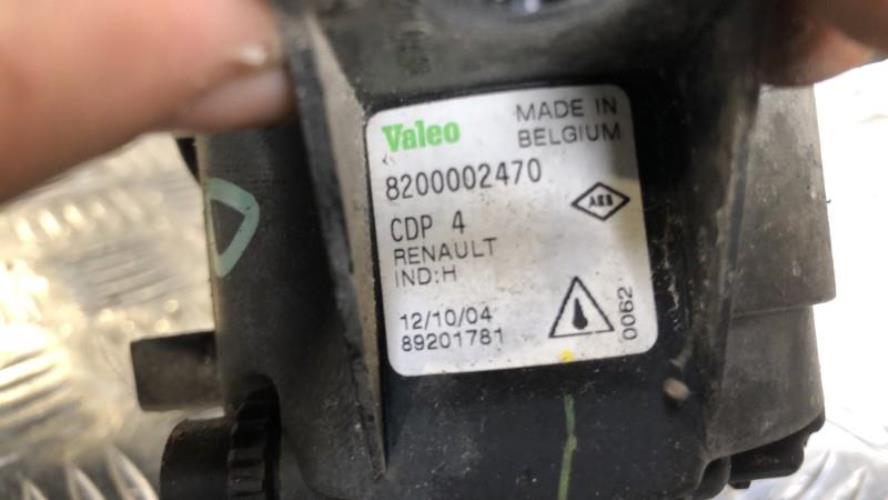 Valeo MADE IN
BELGIUM
8200002470
CDP 4
RENAULT
IND:H
12/10/04
89201781
0062